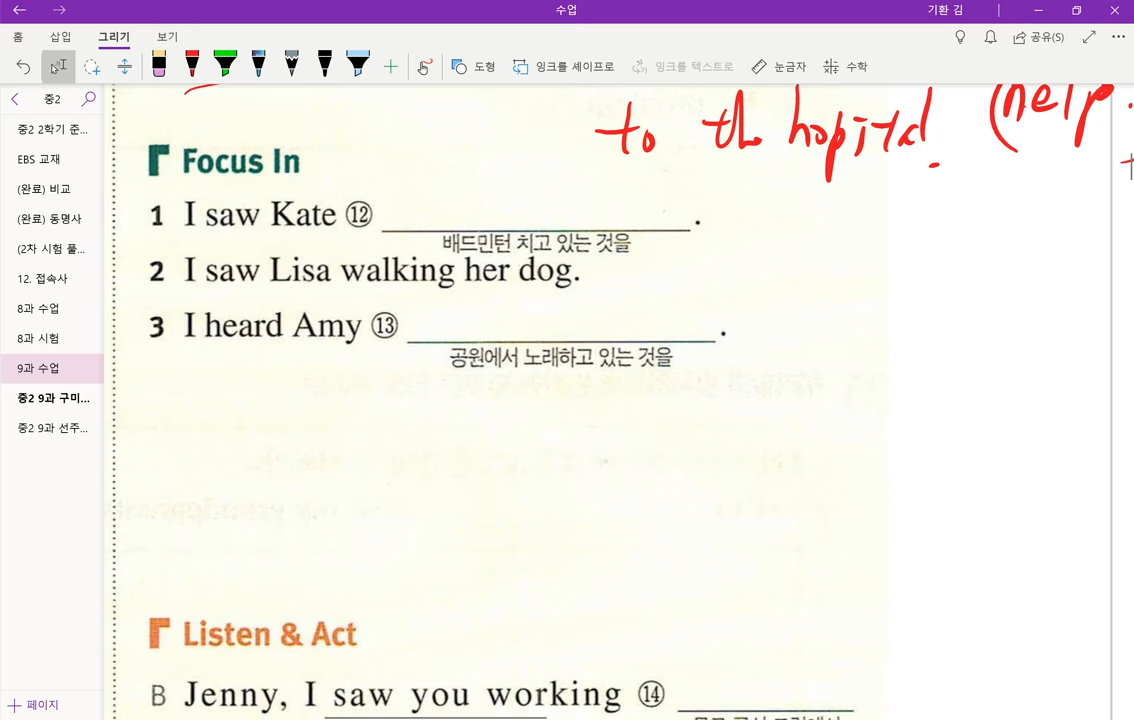 수업
기환 김
홈 삽입 그리기 보기
공유(S)
도형 잉크를 셰이프로 잉크를 텍스트로 눈금자 수학
중2
중2 2학기 준...
EBS 교재
(완료) 비교
(완료) 동명사
(2차 시험 풀...
12. 접속사
8과 수업
8과 시험
9과 수업
중2 9과 구미...
중2 9과 선주...
페이지
to the hopital. (help.
Focus In
1 I saw Kate ⑫ .
배드민턴 치고 있는 것을
2 I saw Lisa walking her dog.
3 I heard Amy ⑬ .
공원에서 노래하고 있는 것을
Listen & Act
B Jenny, I saw you working ⑭